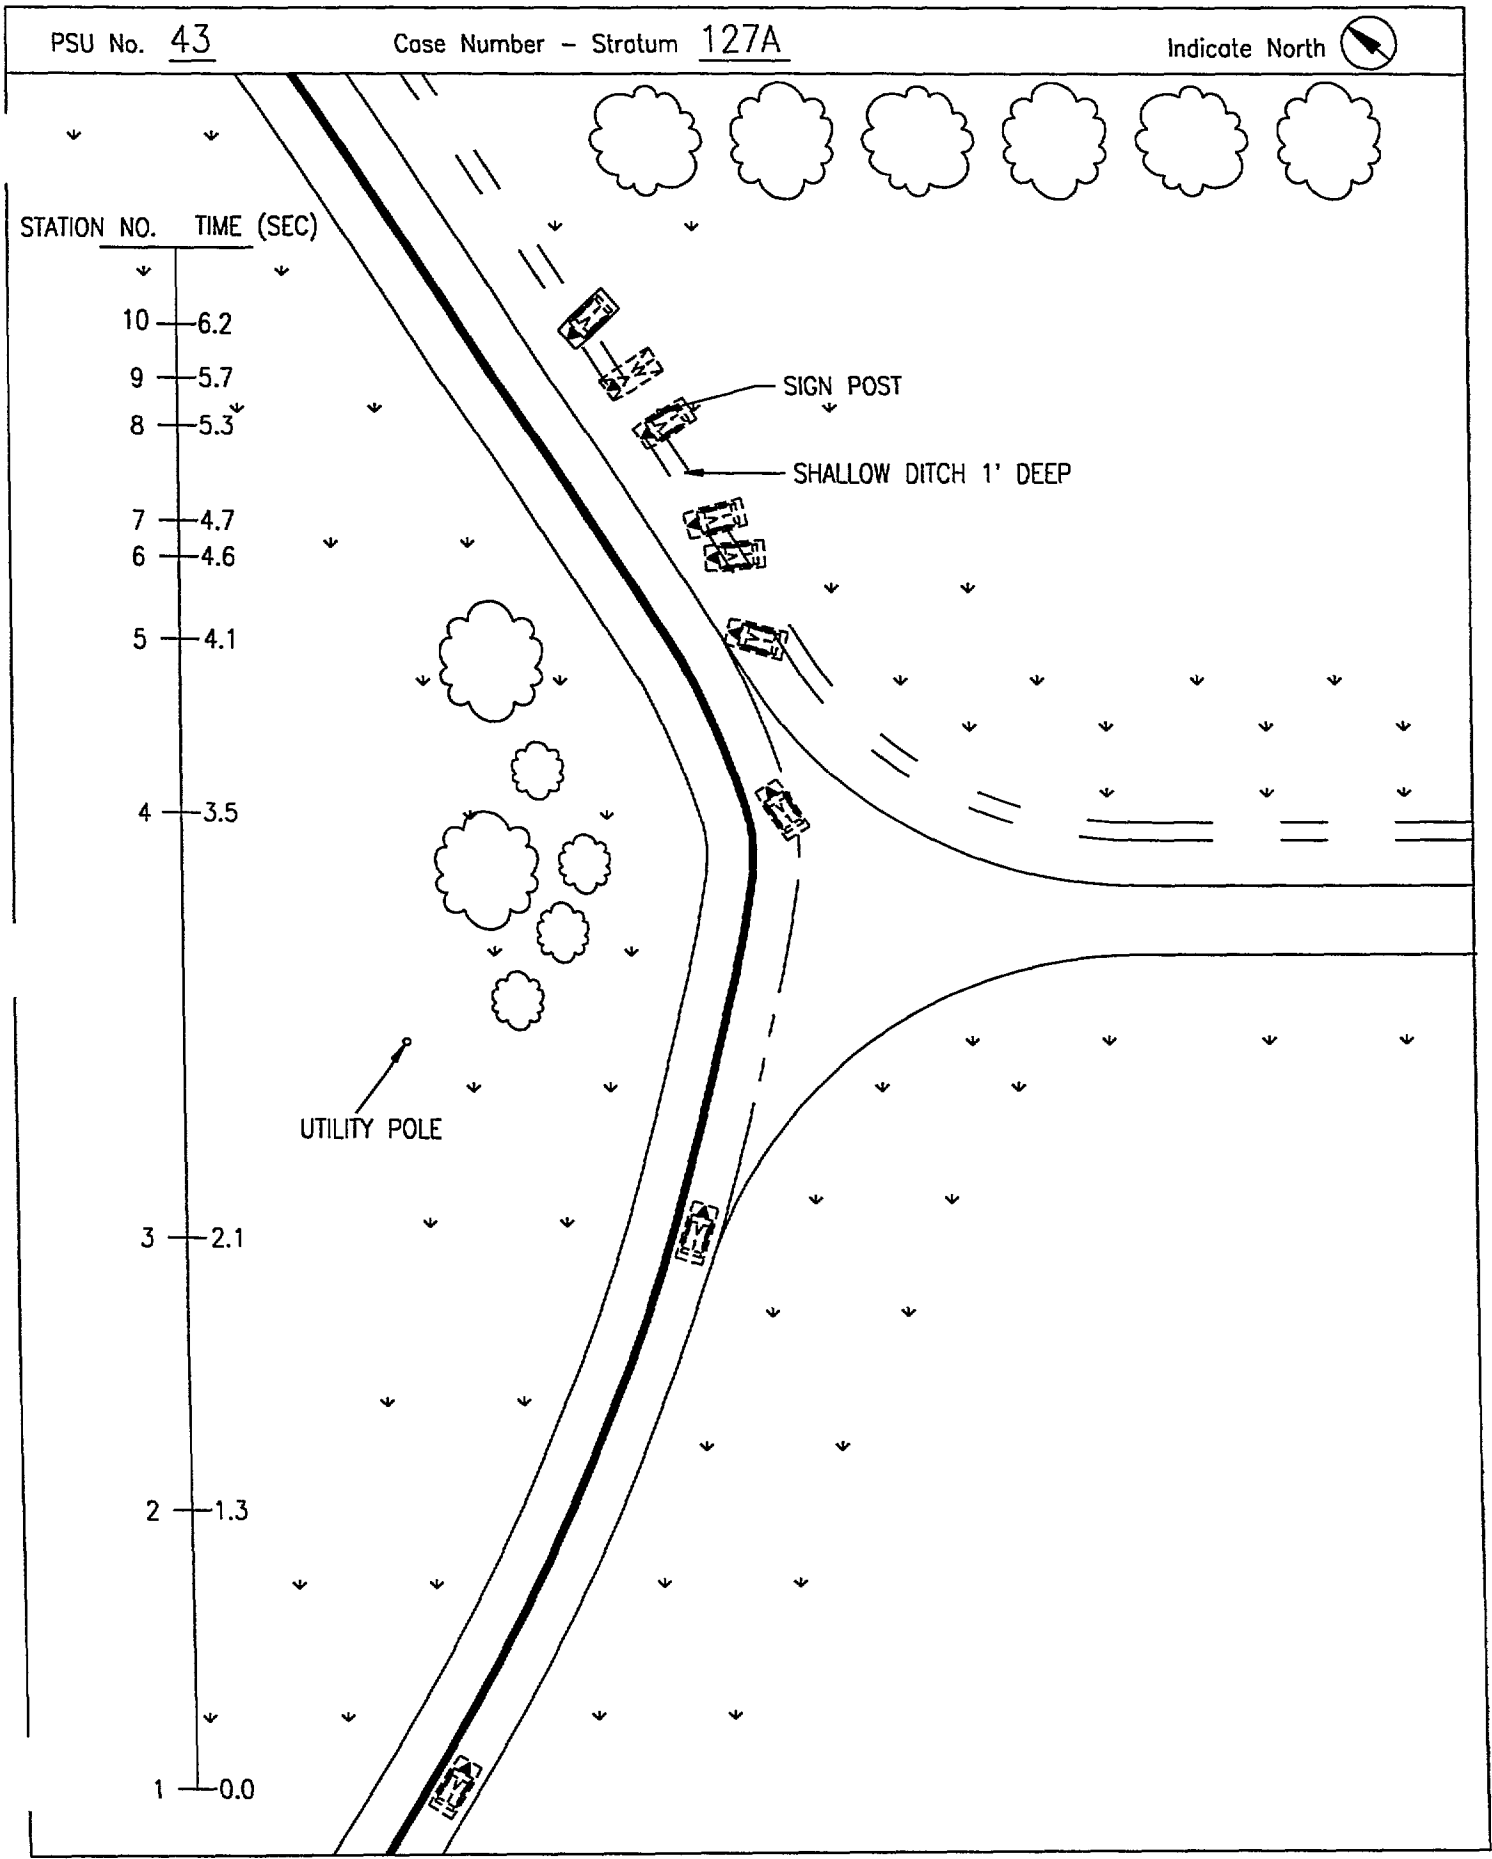 PSU No. 43 Case Number - Stratum 127A Indicate North
STATION NO. TIME (SEC)
10 6.2
9 5.7
SIGN POST
8 5.3
SHALLOW DITCH 1' DEEP
7 4.7
6 4.6
5 4.1
4 3.5
UTILITY POLE
3 2.1
2 1.3
1 0.0